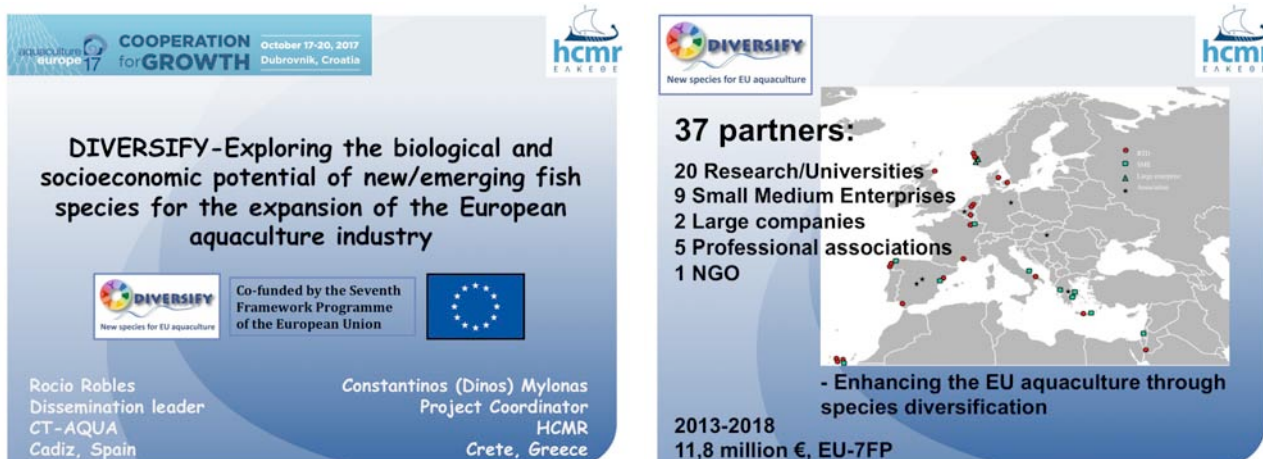 aquaculture
europe 17
COOPERATION
for GROWTH
October 17-20, 2017
Dubrovnik, Croatia
hcmr
ΕΛΚΕΘΕ
DIVERSIFY-Exploring the biological and
socioeconomic potential of new/emerging fish
species for the expansion of the European
aquaculture industry
DIVERSIFY
New species for EU aquaculture
Co-funded by the Seventh
Framework Programme
of the European Union
Rocio Robles
Dissemination leader
CT-AQUA
Cadiz, Spain
Constantinos (Dinos) Mylonas
Project Coordinator
HCMR
Crete, Greece
DIVERSIFY
New species for EU aquaculture
hcmr
ΕΛΚΕΘΕ
37 partners:
20 Research/Universities
9 Small Medium Enterprises
2 Large companies
5 Professional associations
1 NGO
- Enhancing the EU aquaculture through
species diversification
2013-2018
11,8 million €, EU-7FP